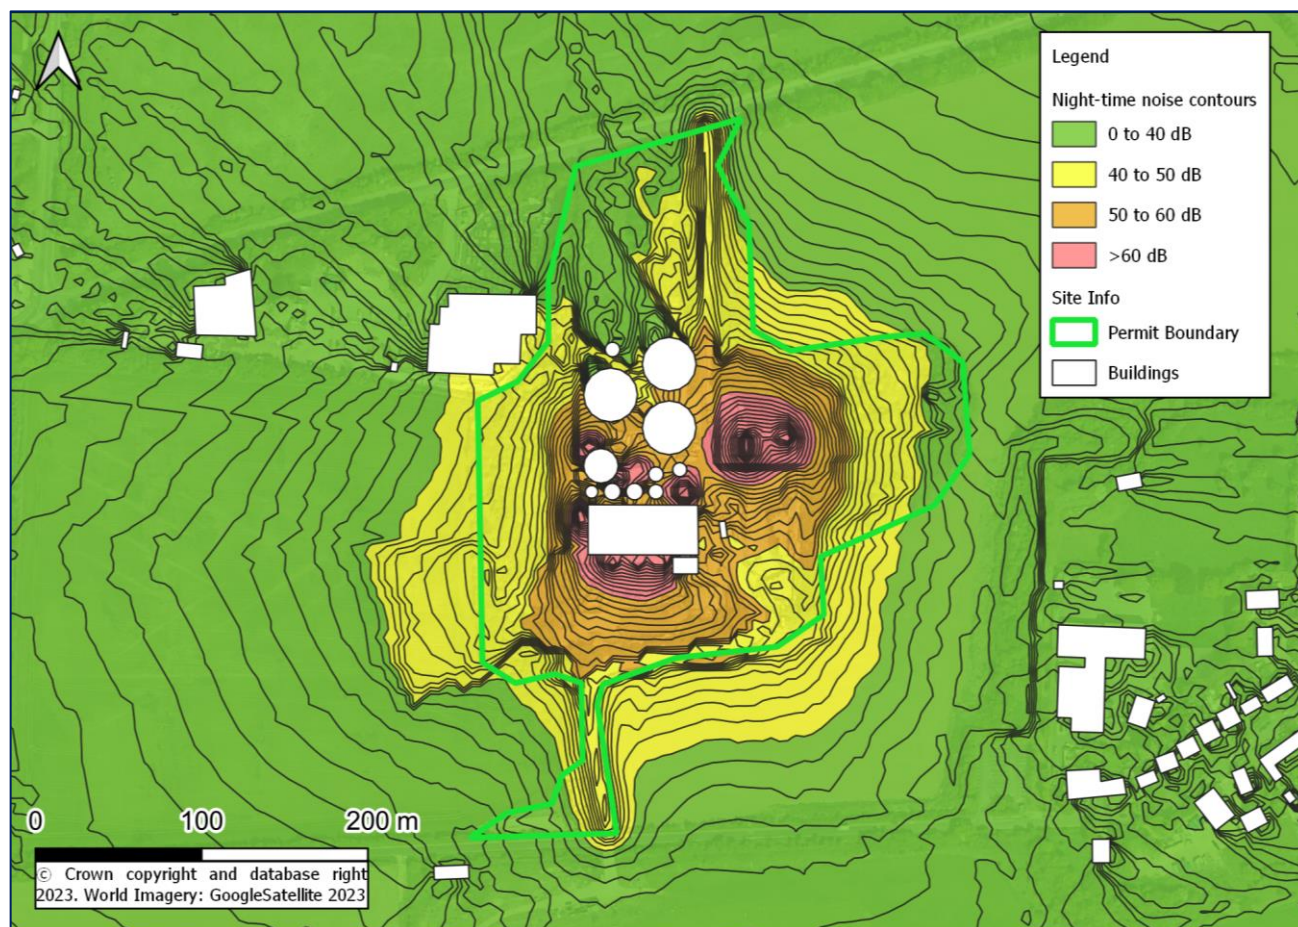 Legend
Night-time noise contours
0 to 40 dB
40 to 50 dB
50 to 60 dB
>60 dB
Site Info
Permit Boundary
Buildings
0 100 200 m
© Crown copyright and database right
2023. World Imagery: GoogleSatellite 2023